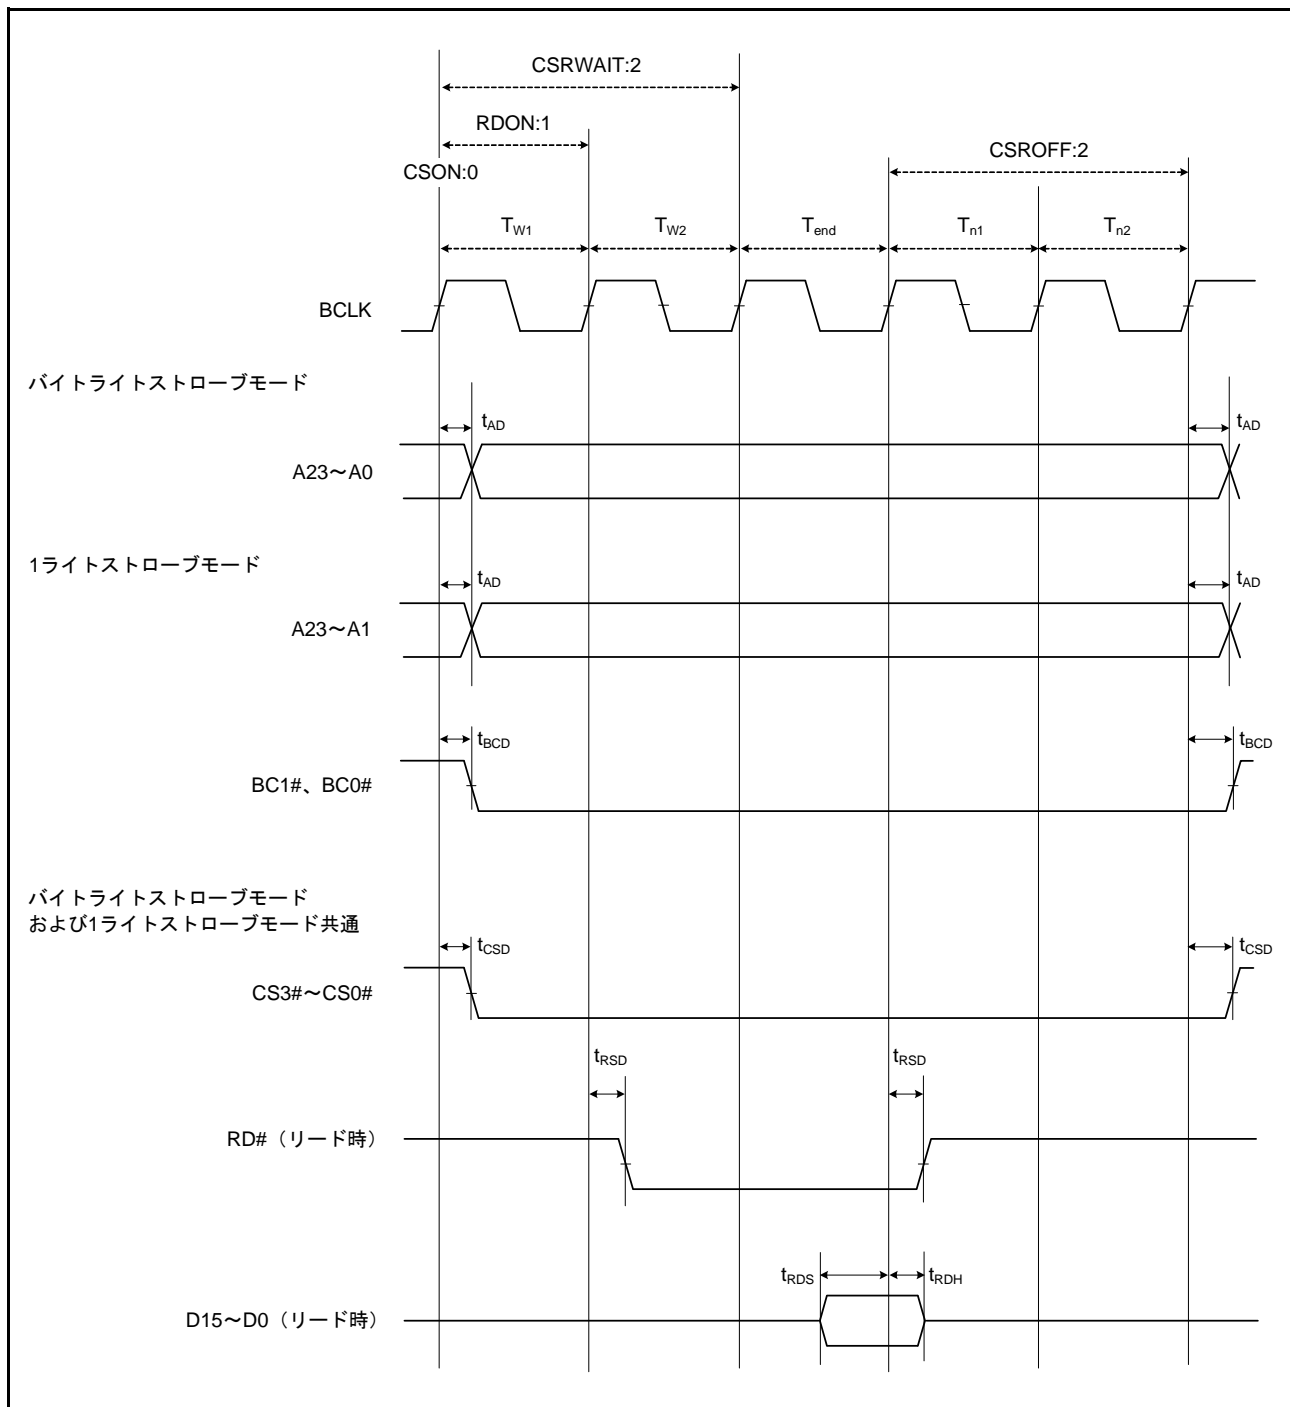 CSRWAIT:2
RDON:1
CSROFF:2
CSON:0
TW1 TW2 Tend Tn1 Tn2
BCLK
バイトライトストローブモード
tAD tAD
A23～A0
1ライトストローブモード
tAD tAD
A23～A1
tBCD tBCD
BC1#、BC0#
バイトライトストローブモード
および1ライトストローブモード共通
tCSD tCSD
CS3#～CS0#
tRSD tRSD
RD#（リード時）
tRDS tRDH
D15～D0（リード時）